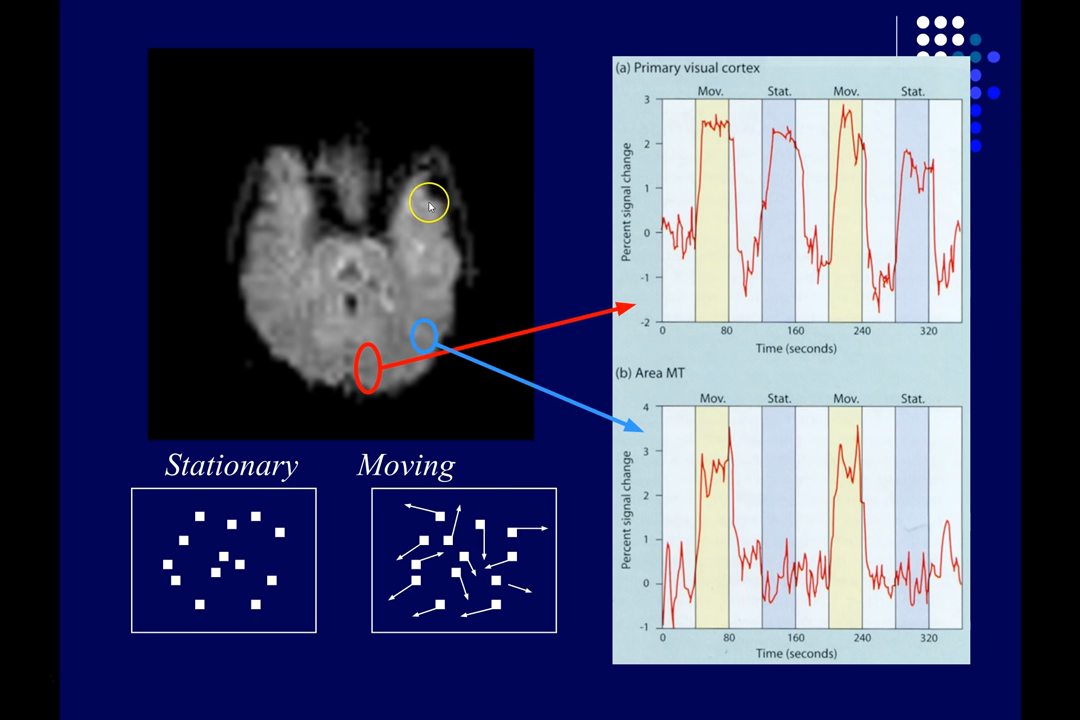 Stationary Moving
(a) Primary visual cortex
Mov. Stat. Mov. Stat.
Percent signal change
3
2
1
0
-1
-2
0 80 160 240 320
Time (seconds)
(b) Area MT
Mov. Stat. Mov. Stat.
Percent signal change
4
3
2
1
0
-1
0 80 160 240 320
Time (seconds)